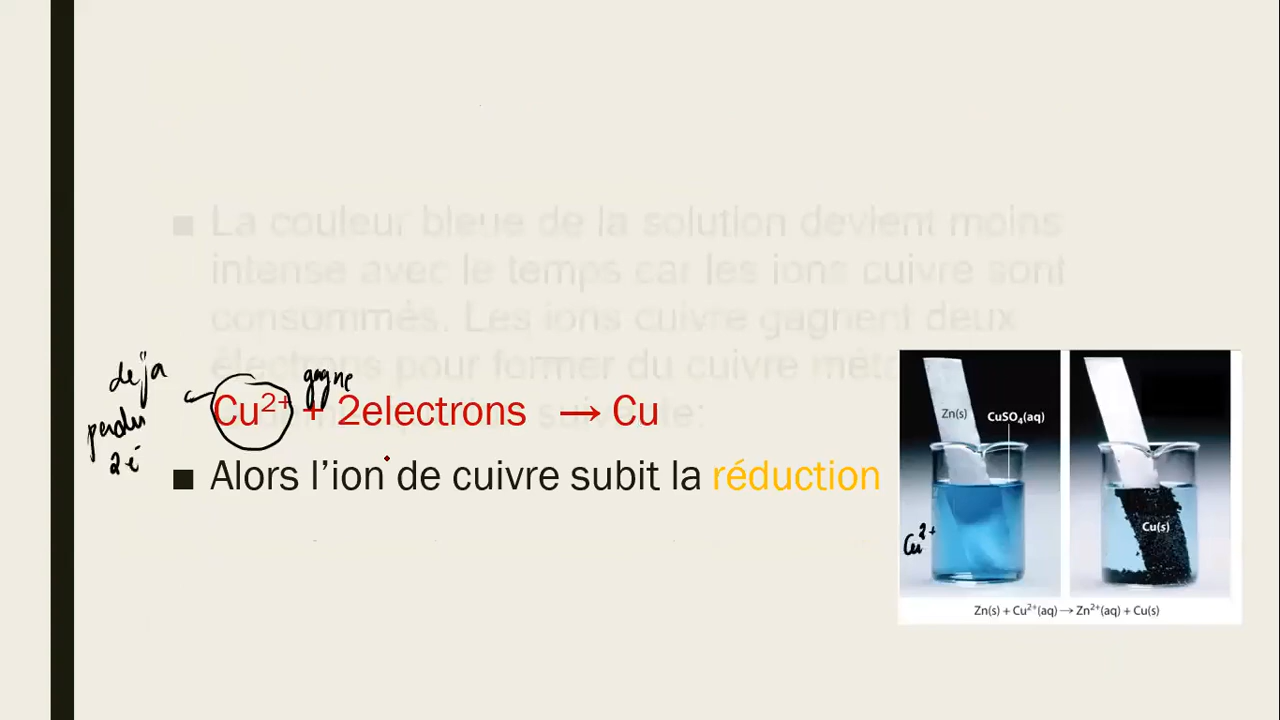 La couleur bleue de la solution devient moins
intense avec le temps car les ions cuivre sont
consommés. Les ions cuivre gagnent deux
électrons pour former du cuivre
déja
perdu
2é
gagne
Cu²⁺ + 2electrons → Cu
Alors l’ion de cuivre subit la réduction
Zn(s)
CuSO₄(aq)
Cu²⁺
Cu(s)
Zn(s) + Cu²⁺(aq) → Zn²⁺(aq) + Cu(s)